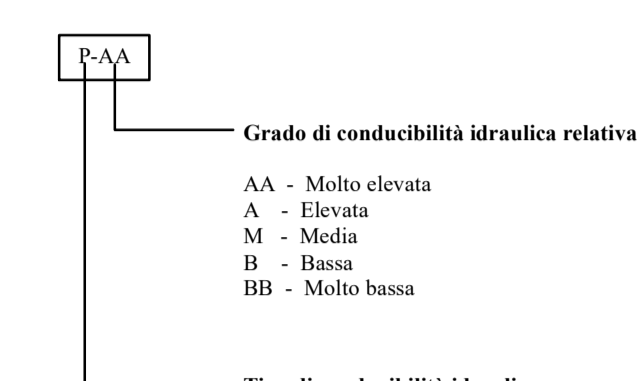 P-AA
Grado di conducibilità idraulica relativa
AA - Molto elevata
A - Elevata
M - Media
B - Bassa
BB - Molto bassa